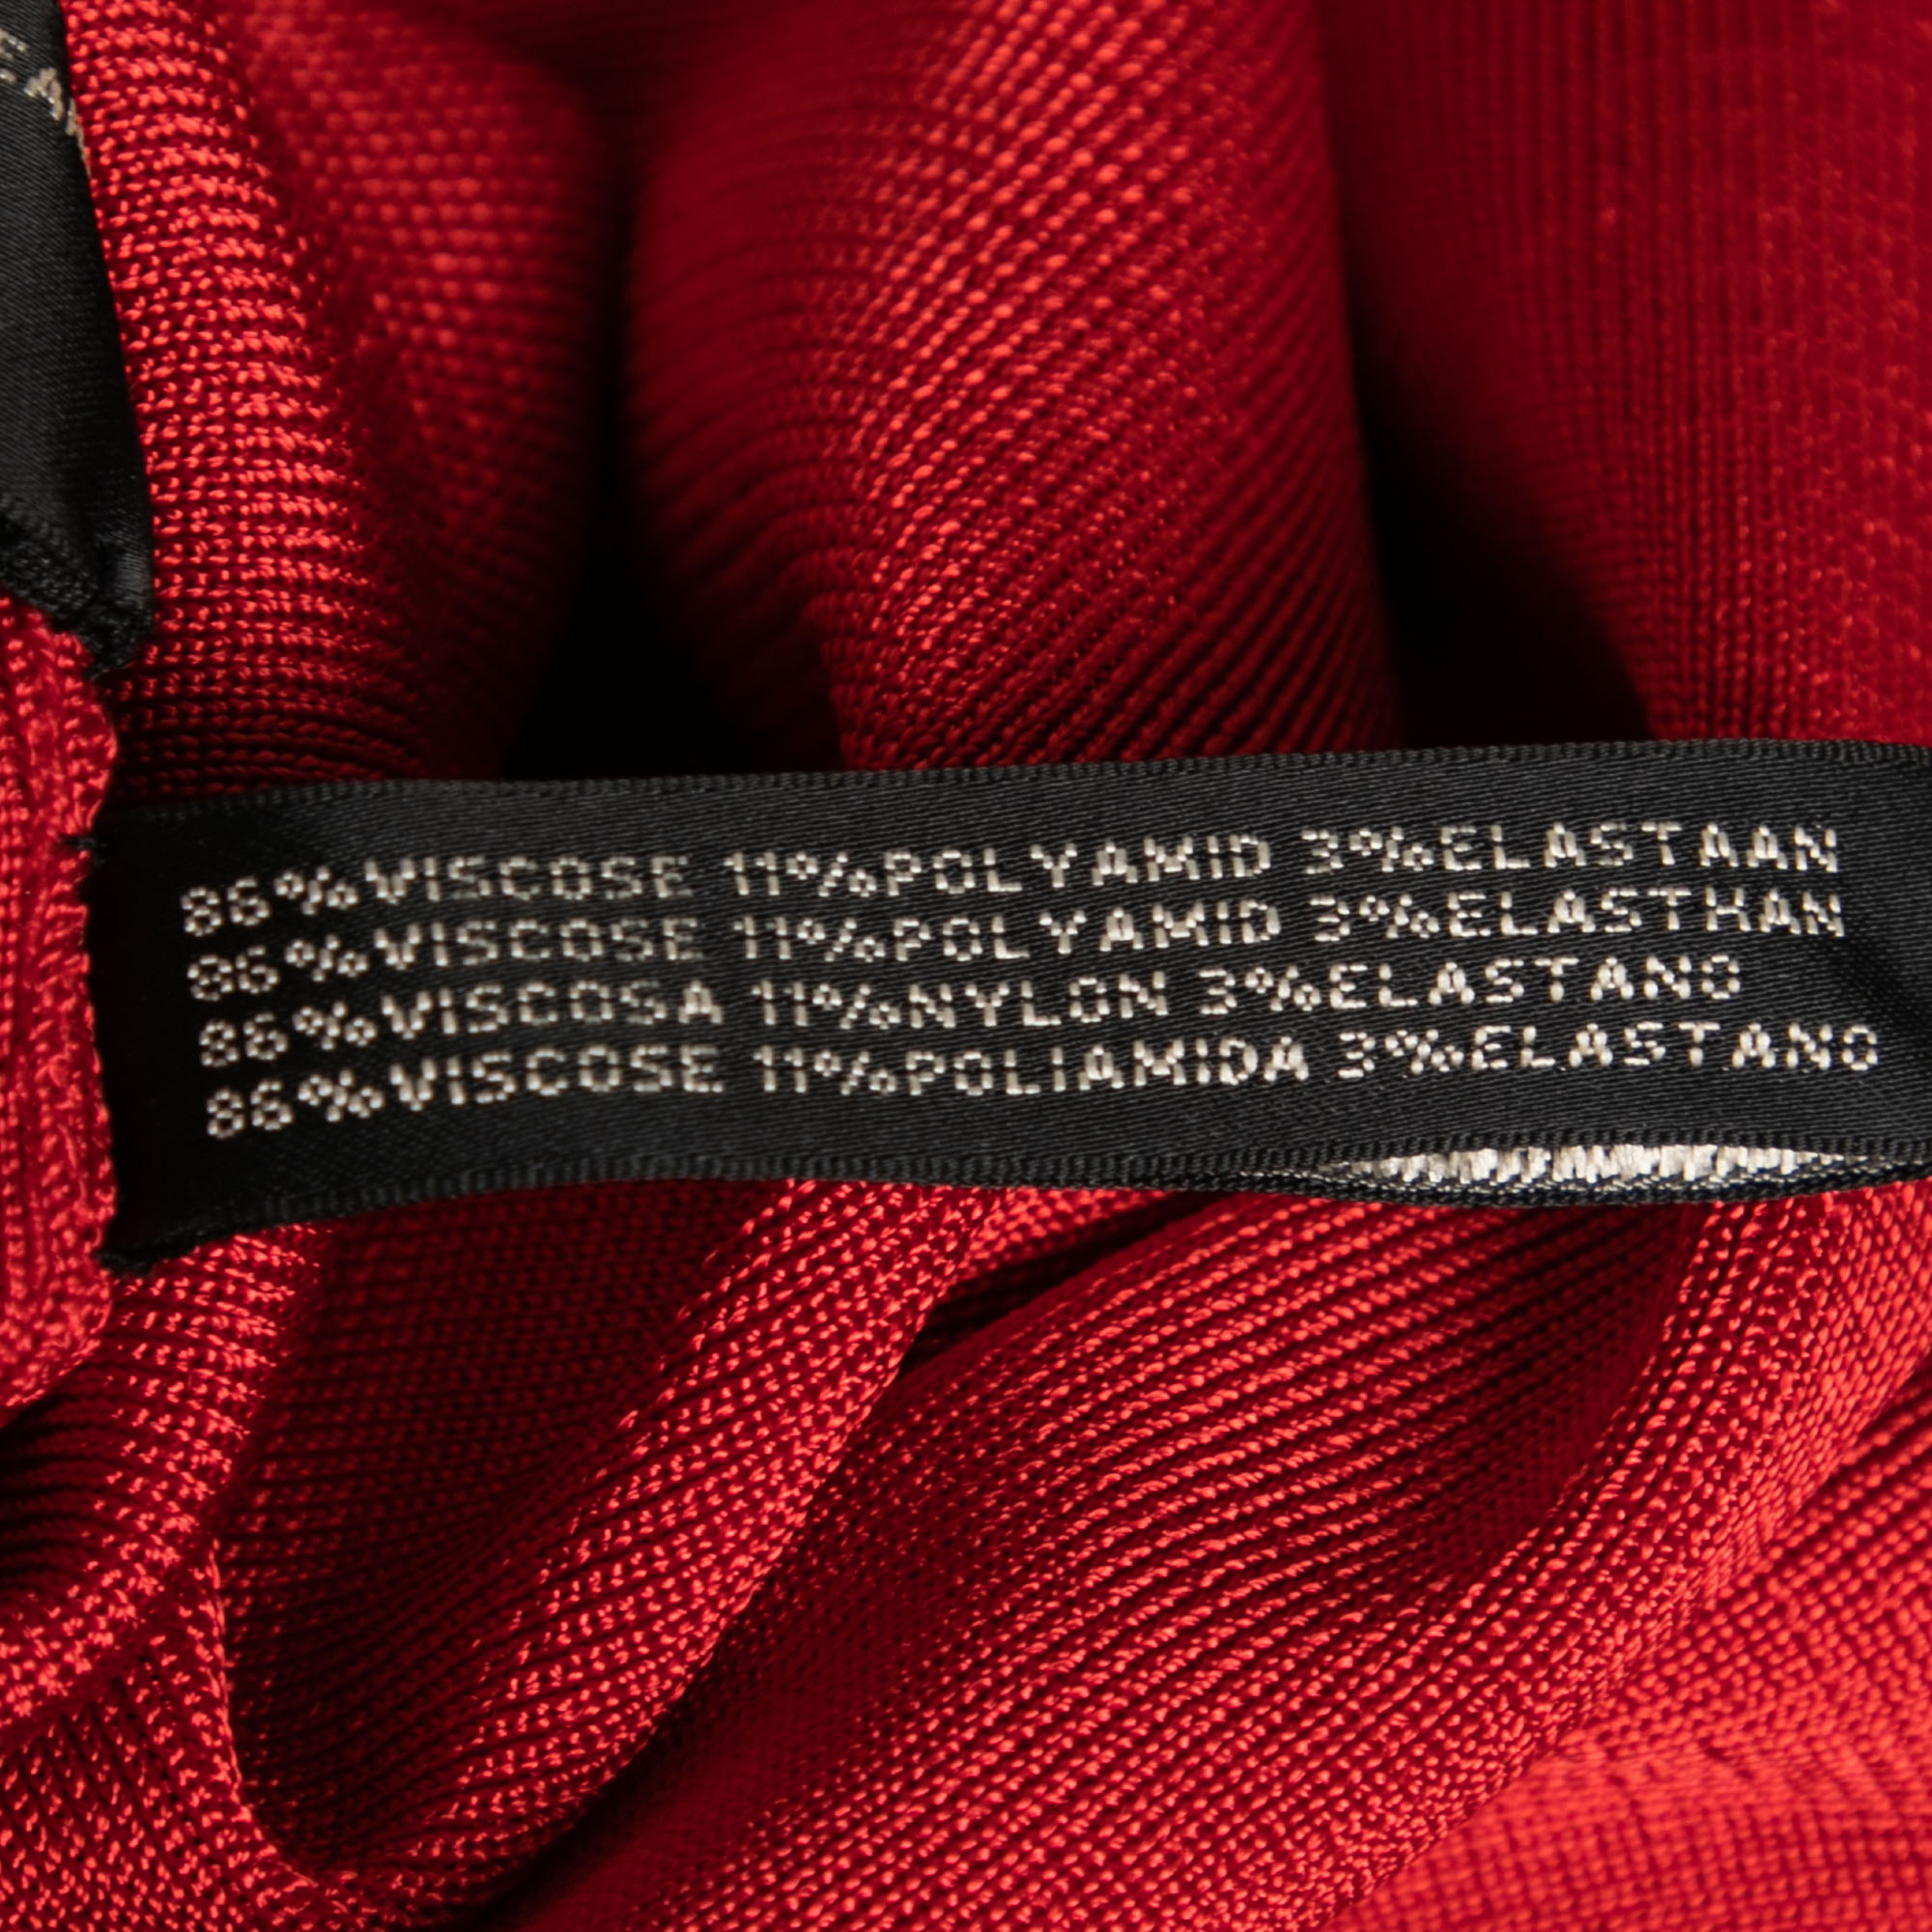 86%VISCOSE 11%POLYAMID 3%ELASTAAN
86%VISCOSE 11%POLYAMID 3%ELASTHAN
86%VISCOSA 11%NYLON 3%ELASTANO
86%VISCOSE 11%POLIAMIDA 3%ELASTANO